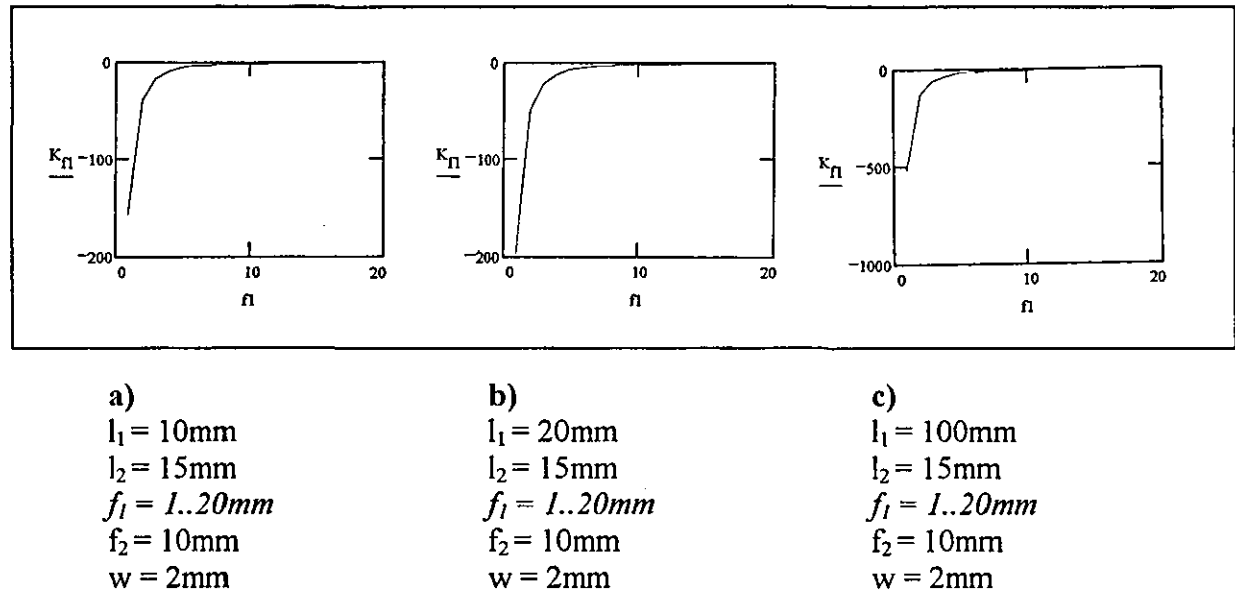 0
K_f1 −100
−200
0 10 20
f1
0
K_f1 −100
−200
0 10 20
f1
0
K_f1 −500
−1000
0 10 20
f1
a)
l₁ = 10mm
l₂ = 15mm
f₁ = 1..20mm
f₂ = 10mm
w = 2mm
b)
l₁ = 20mm
l₂ = 15mm
f₁ = 1..20mm
f₂ = 10mm
w = 2mm
c)
l₁ = 100mm
l₂ = 15mm
f₁ = 1..20mm
f₂ = 10mm
w = 2mm